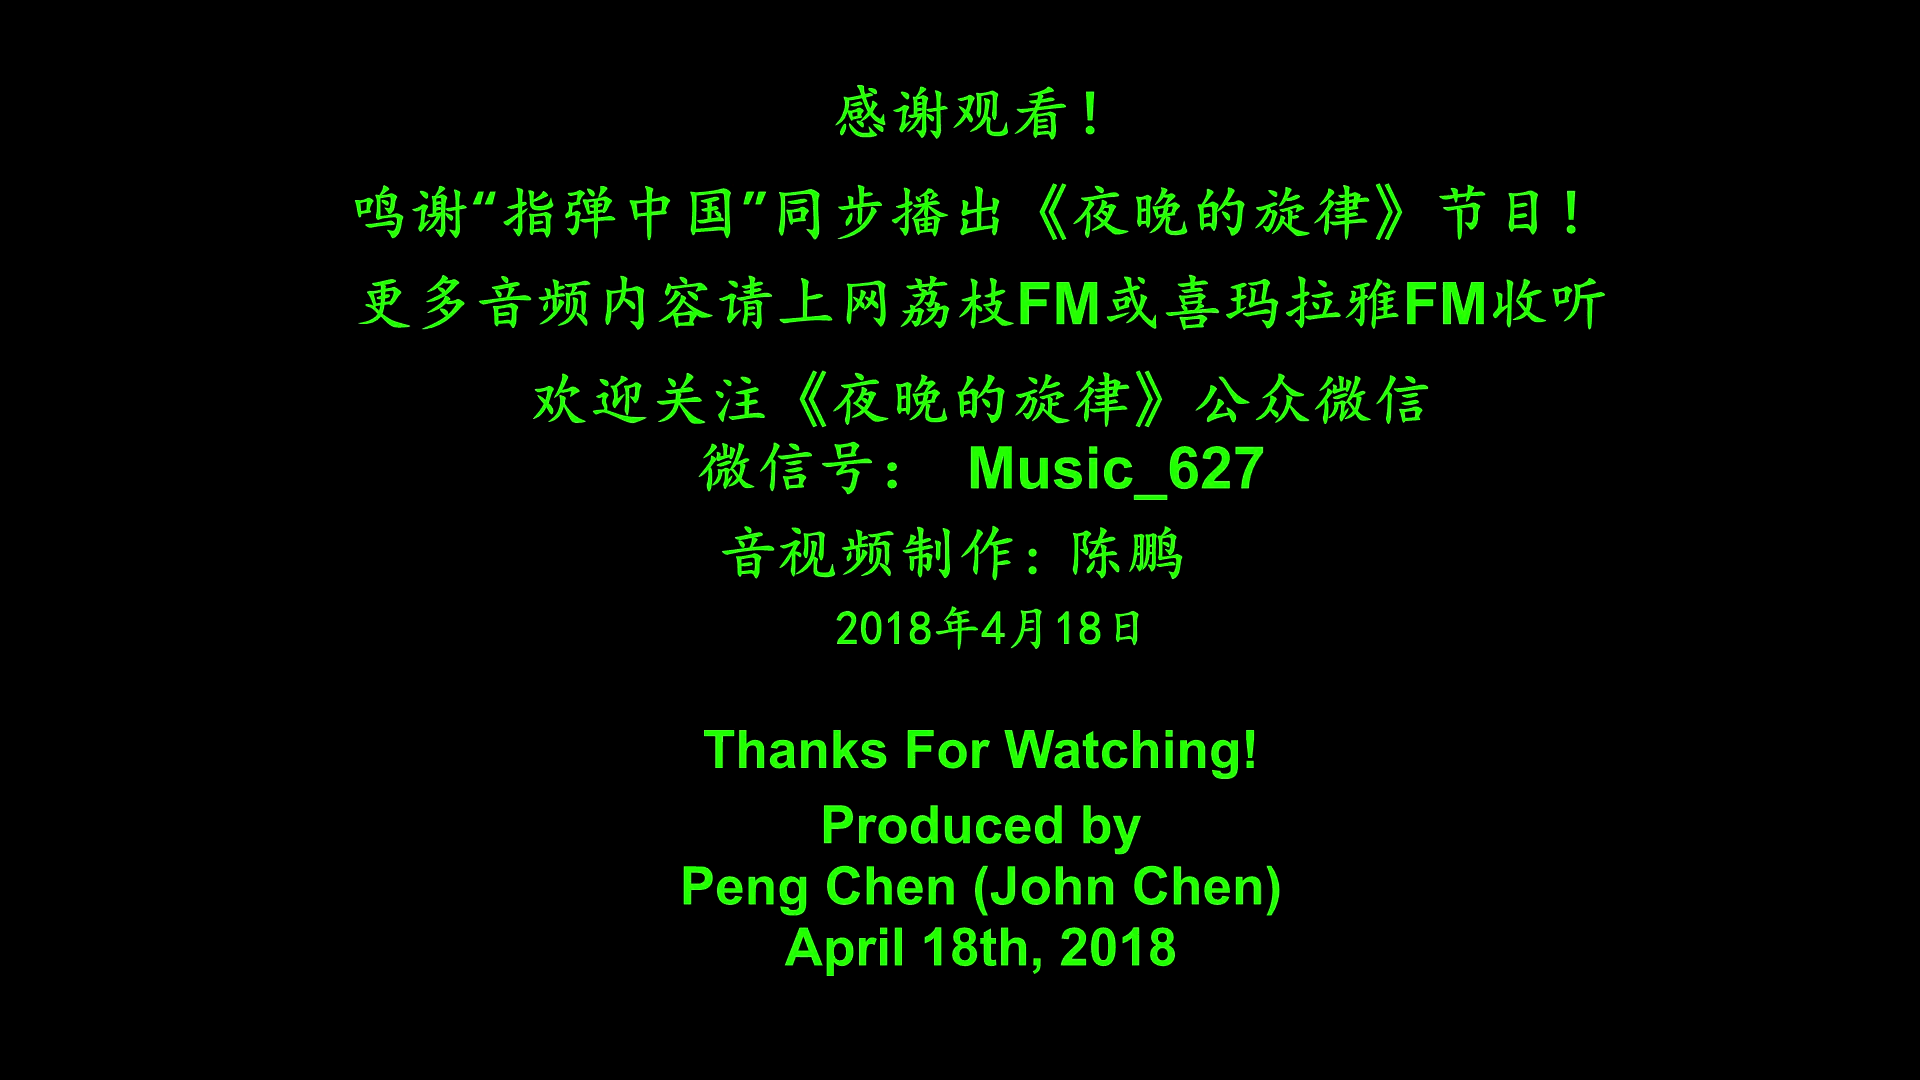 感谢观看！
鸣谢“指弹中国”同步播出《夜晚的旋律》节目！
更多音频内容请上网荔枝FM或喜玛拉雅FM收听
欢迎关注《夜晚的旋律》公众微信
微信号： Music_627
音视频制作：陈鹏
2018年4月18日
Thanks For Watching!
Produced by
Peng Chen (John Chen)
April 18th, 2018